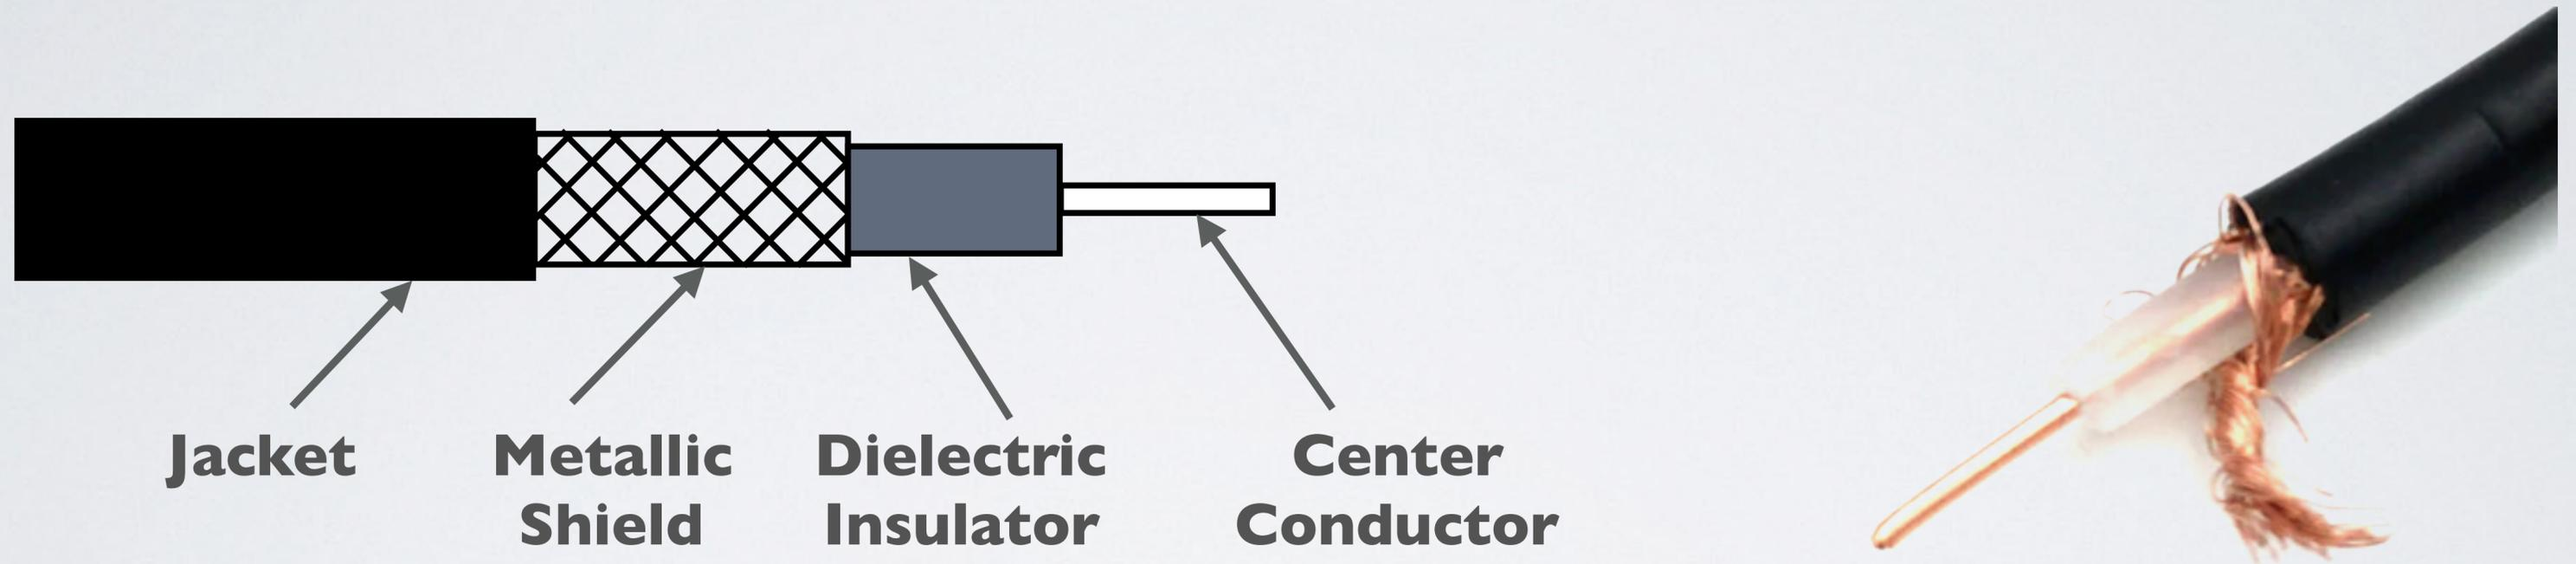 Jacket
Metallic
Shield
Dielectric
Insulator
Center
Conductor